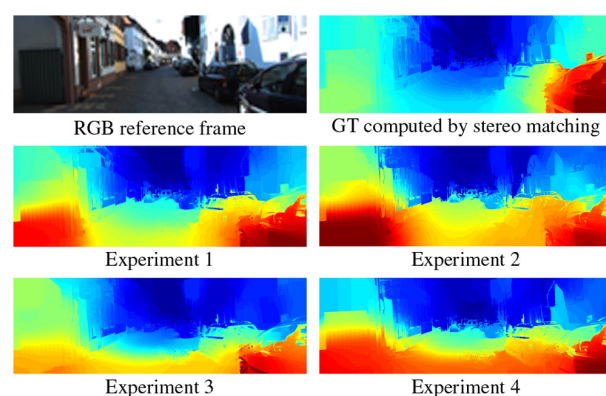 RGB reference frame
GT computed by stereo matching
Experiment 1
Experiment 2
Experiment 3
Experiment 4